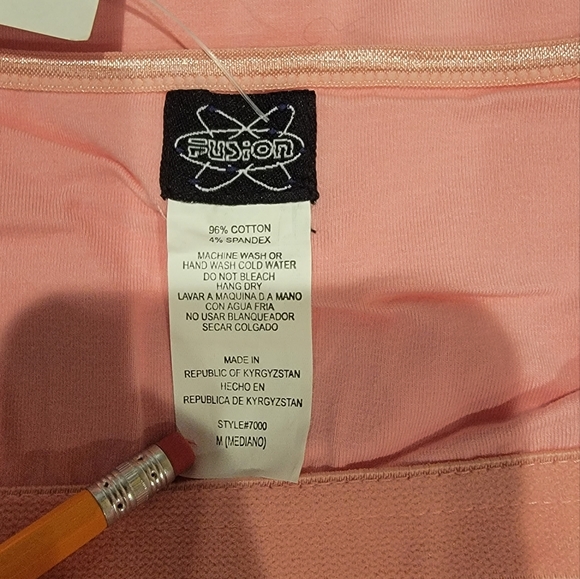 Fusion
96% COTTON
4% SPANDEX
MACHINE WASH OR
HAND WASH COLD WATER
DO NOT BLEACH
HANG DRY
LAVAR A MAQUINA D A MANO
CON AGUA FRIA
NO USAR BLANQUEADOR
SECAR COLGADO
MADE IN
REPUBLIC OF KYRGYZSTAN
HECHO EN
REPUBLICA DE KYRGYZSTAN
STYLE#7000
M (MEDIANO)